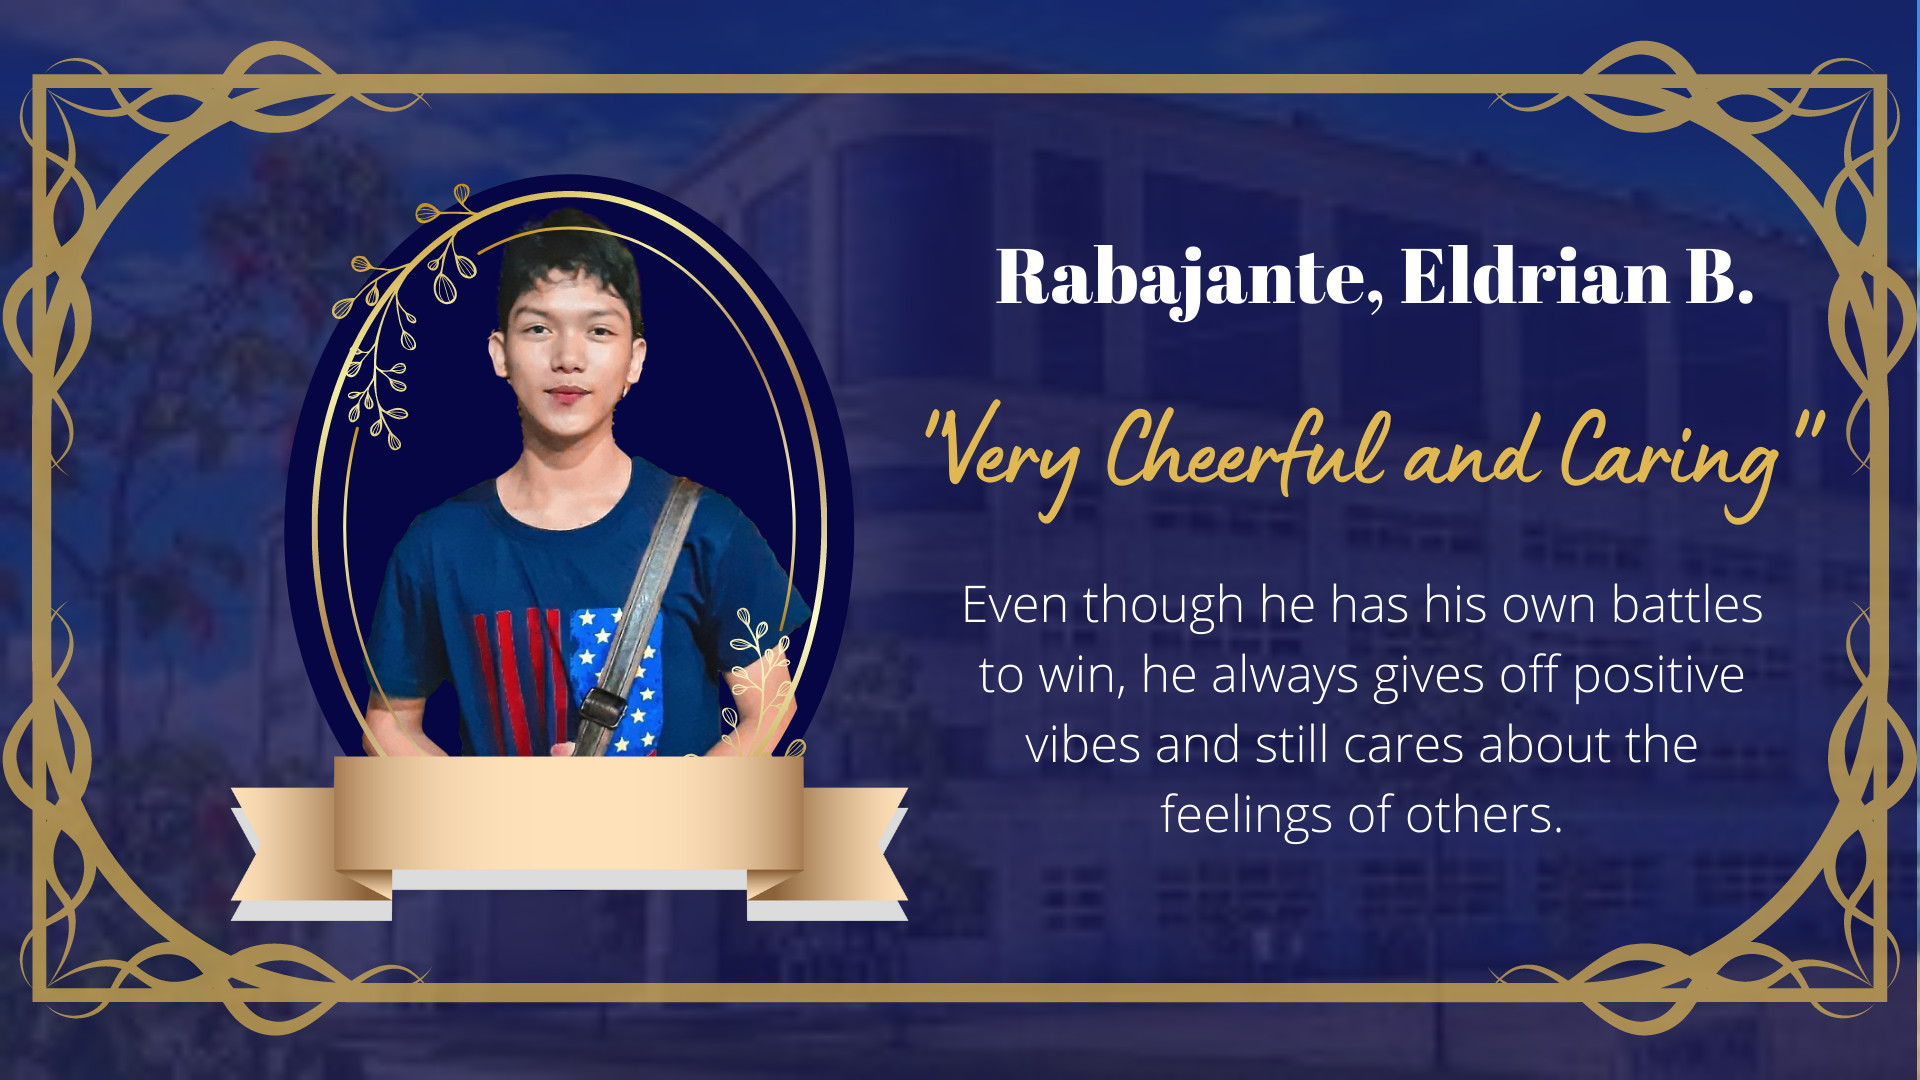 Rabajante, Eldrian B.
"Very Cheerful and Caring"
Even though he has his own battles
to win, he always gives off positive
vibes and still cares about the
feelings of others.